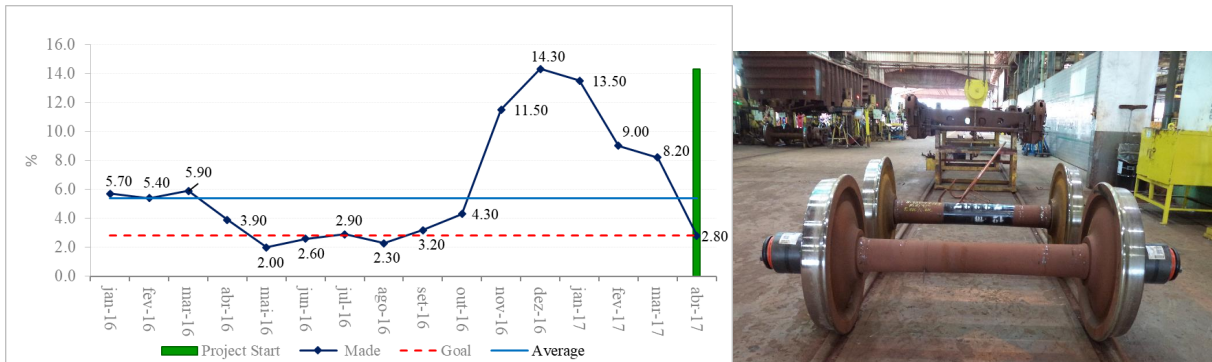 16.0
14.0
12.0
10.0
8.0
6.0
4.0
2.0
0.0
%
5.70
5.40
5.90
3.90
2.00
2.60
2.90
2.30
3.20
4.30
11.50
14.30
13.50
9.00
8.20
2.80
jan-16
fev-16
mar-16
abr-16
mai-16
jun-16
jul-16
ago-16
set-16
out-16
nov-16
dez-16
jan-17
fev-17
mar-17
abr-17
Project Start Made Goal Average